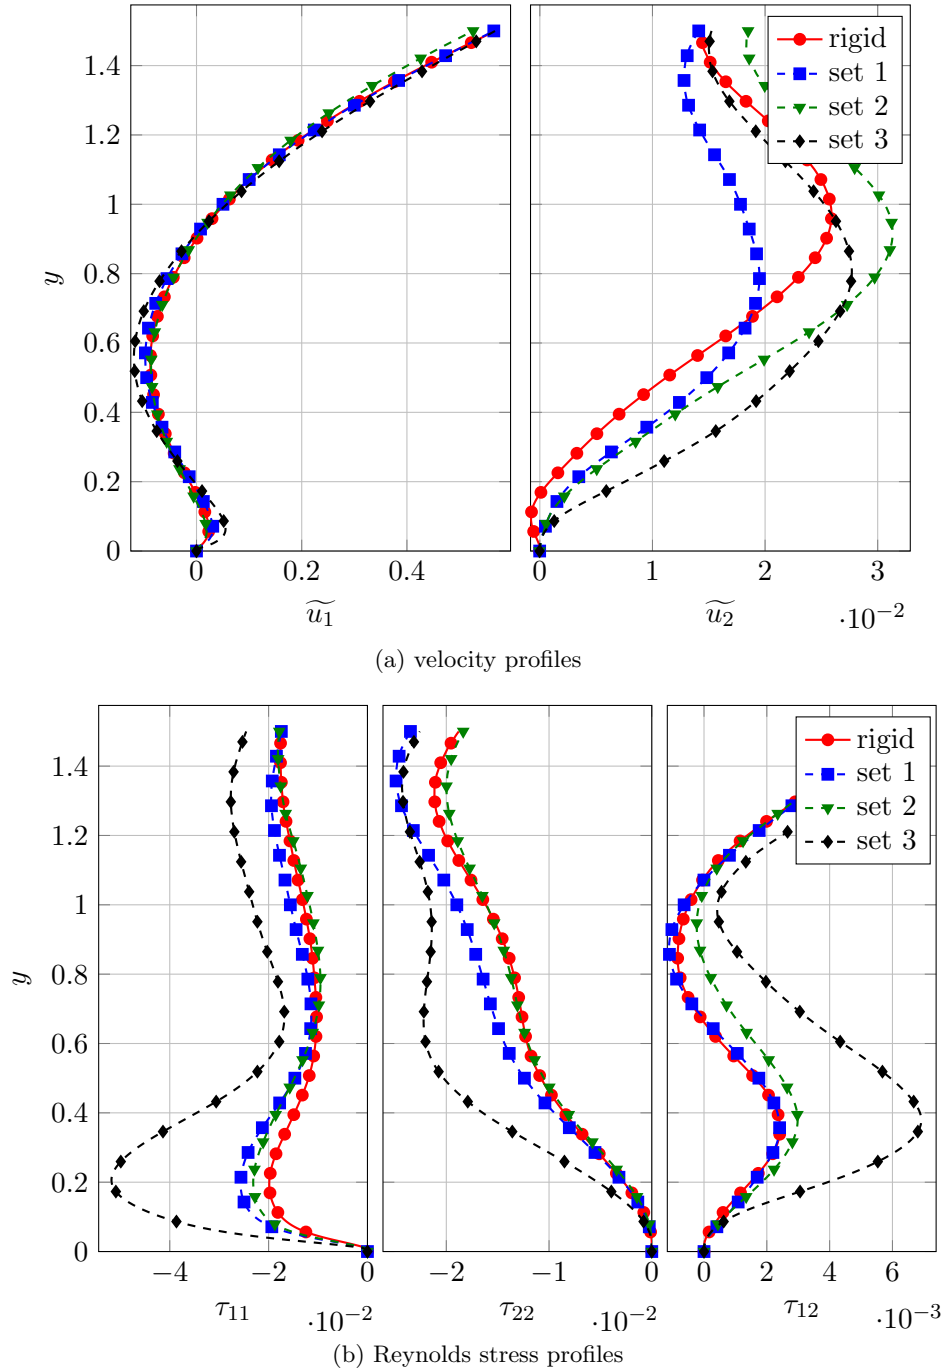 1.4
1.2
1
0.8
0.6
0.4
0.2
0
y
0 0.2 0.4
0 1 2 3
ũ₁
ũ₂
·10⁻²
rigid
set 1
set 2
set 3
(a) velocity profiles
1.4
1.2
1
0.8
0.6
0.4
0.2
0
y
−4 −2 0
−2 −1 0
0 2 4 6
τ₁₁
·10⁻²
τ₂₂
·10⁻²
τ₁₂
·10⁻³
rigid
set 1
set 2
set 3
(b) Reynolds stress profiles